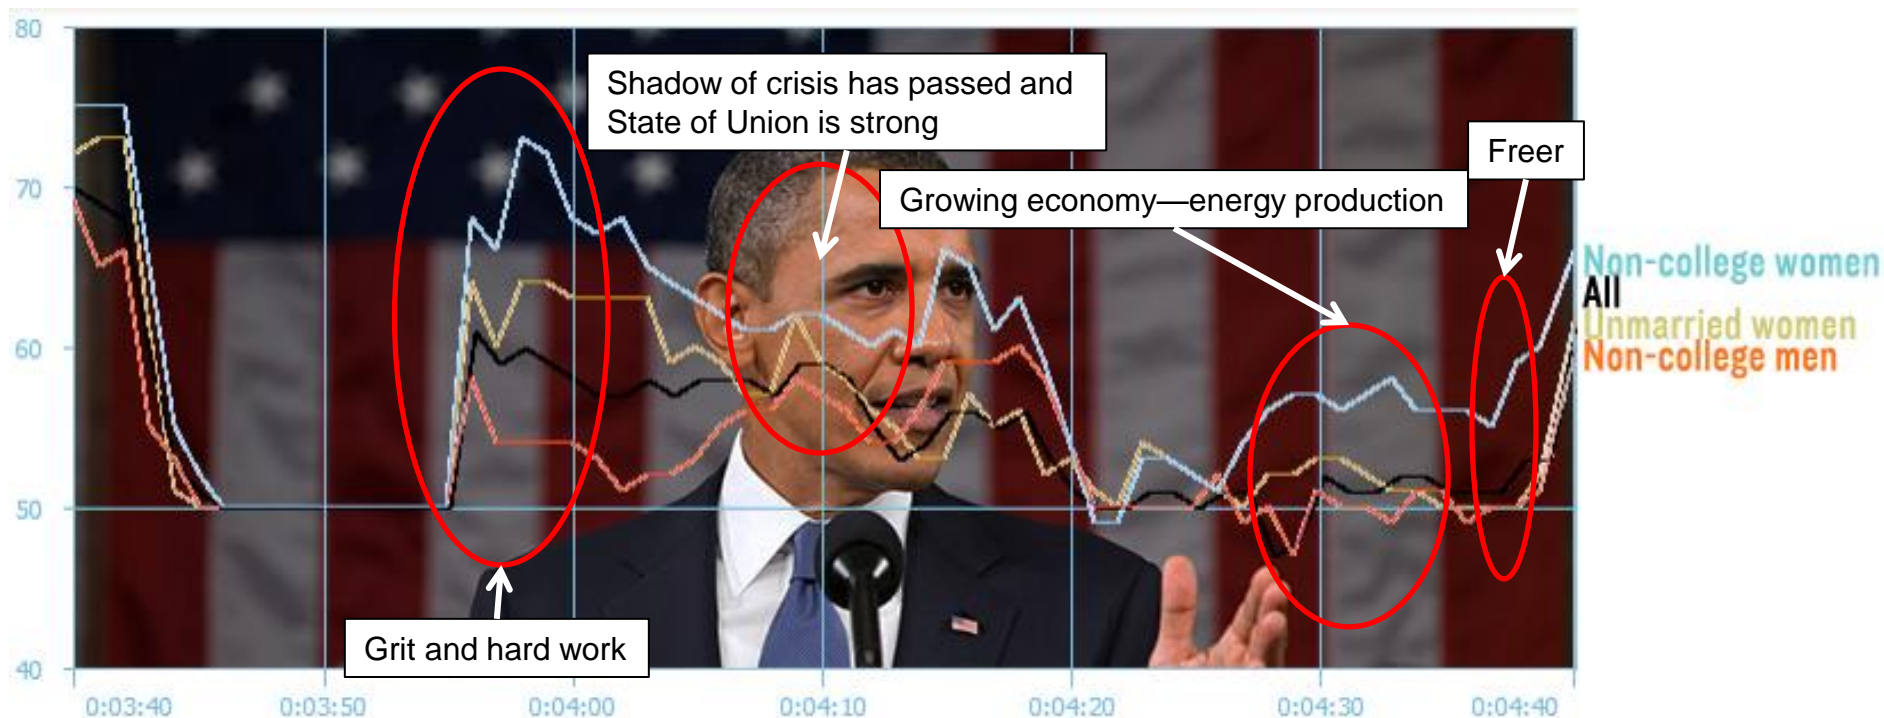 80
70
60
50
40
Shadow of crisis has passed and
State of Union is strong
Freer
Growing economy—energy production
Non-college women
All
Unmarried women
Non-college men
Grit and hard work
0:03:40
0:03:50
0:04:00
0:04:10
0:04:20
0:04:30
0:04:40